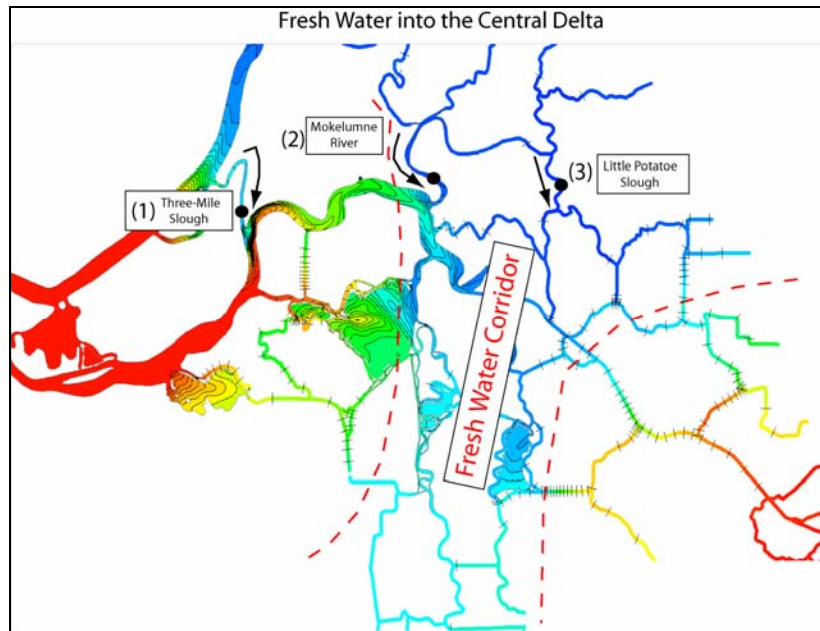 Fresh Water into the Central Delta
(2) Mokelumne
River
(3) Little Potatoe
Slough
(1) Three-Mile
Slough
Fresh Water Corridor